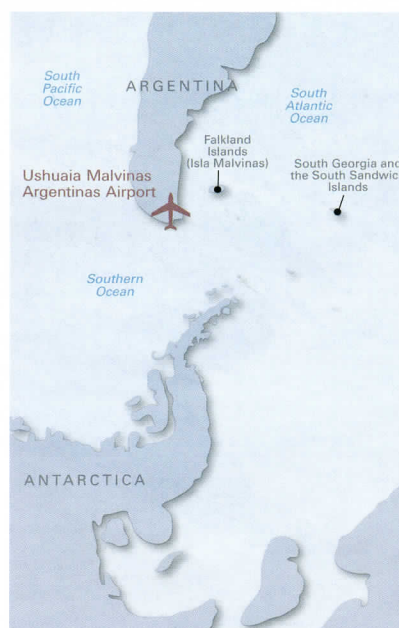 South
Pacific
Ocean
ARGENTINA
South
Atlantic
Ocean
Falkland
Islands
(Isla Malvinas)
South Georgia and
the South Sandwic
Islands
Ushuaia Malvinas
Argentinas Airport
Southern
Ocean
ANTARCTICA